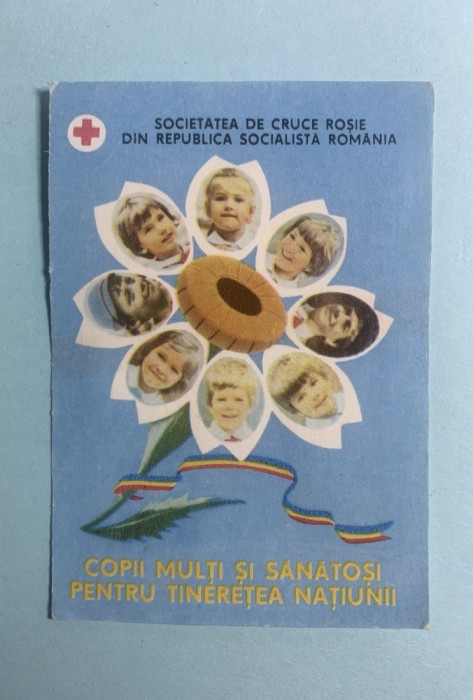 SOCIETATEA DE CRUCE ROȘIE
DIN REPUBLICA SOCIALISTĂ ROMÂNIA
COPII MULȚI ȘI SĂNĂTOȘI
PENTRU TINEREȚEA NAȚIUNII